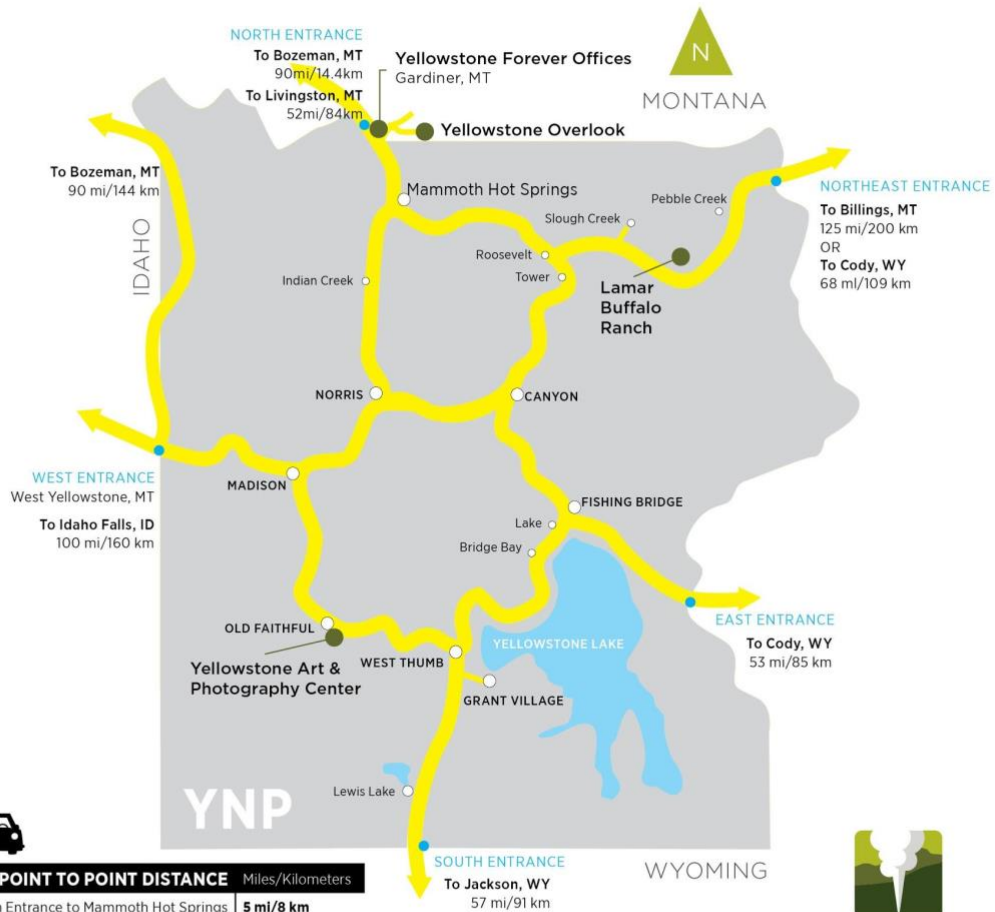 NORTH ENTRANCE
To Bozeman, MT
90mi/14.4km
To Livingston, MT
52mi/84km
Yellowstone Forever Offices
Gardiner, MT
N
MONTANA
Yellowstone Overlook
To Bozeman, MT
90 mi/144 km
IDAHO
Mammoth Hot Springs
Pebble Creek
Slough Creek
NORTHEAST ENTRANCE
To Billings, MT
125 mi/200 km
OR
To Cody, WY
68 ml/109 km
Roosevelt
Tower
Indian Creek
Lamar
Buffalo
Ranch
NORRIS
CANYON
WEST ENTRANCE
West Yellowstone, MT
To Idaho Falls, ID
100 mi/160 km
MADISON
FISHING BRIDGE
Lake
Bridge Bay
EAST ENTRANCE
To Cody, WY
53 mi/85 km
OLD FAITHFUL
YELLOWSTONE LAKE
WEST THUMB
Yellowstone Art &
Photography Center
GRANT VILLAGE
Lewis Lake
YNP
SOUTH ENTRANCE
To Jackson, WY
57 mi/91 km
WYOMING
POINT TO POINT DISTANCE Miles/Kilometers
Entrance to Mammoth Hot Springs 5 mi/8 km